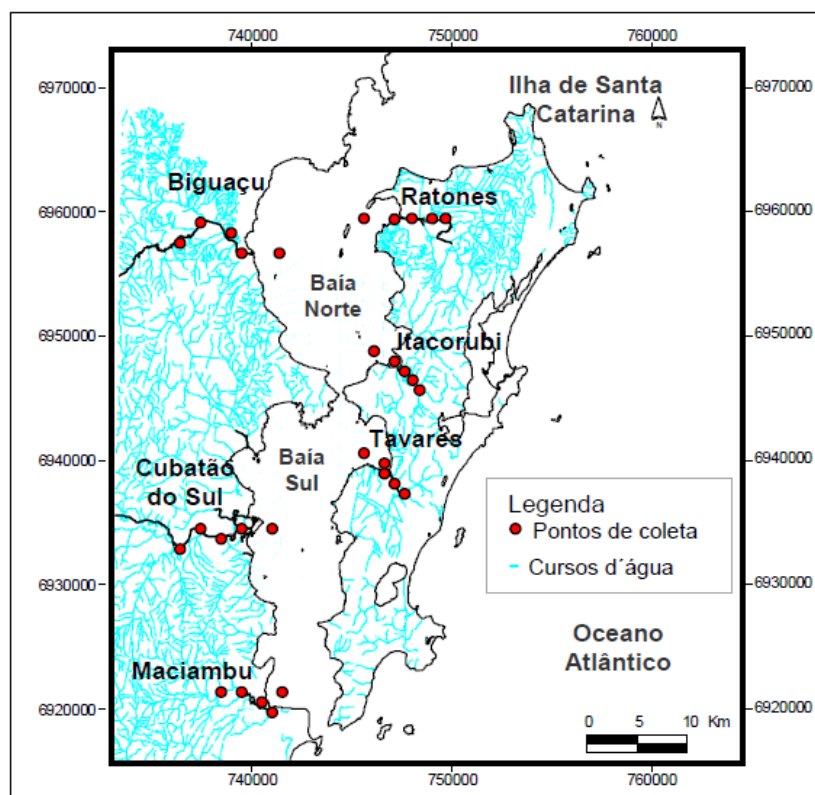 740000 750000 760000
6970000 6970000
Ilha de Santa
Catarina
N
Biguaçu
Ratones
6960000 6960000
Baía
Norte
6950000 6950000
Itacorubi
Tavares
6940000 6940000
Cubatão
do Sul
Baía
Sul
Legenda
Pontos de coleta
Cursos d´água
6930000 6930000
Oceano
Atlântico
Maciambu
6920000 6920000
0 5 10 Km
740000 750000 760000